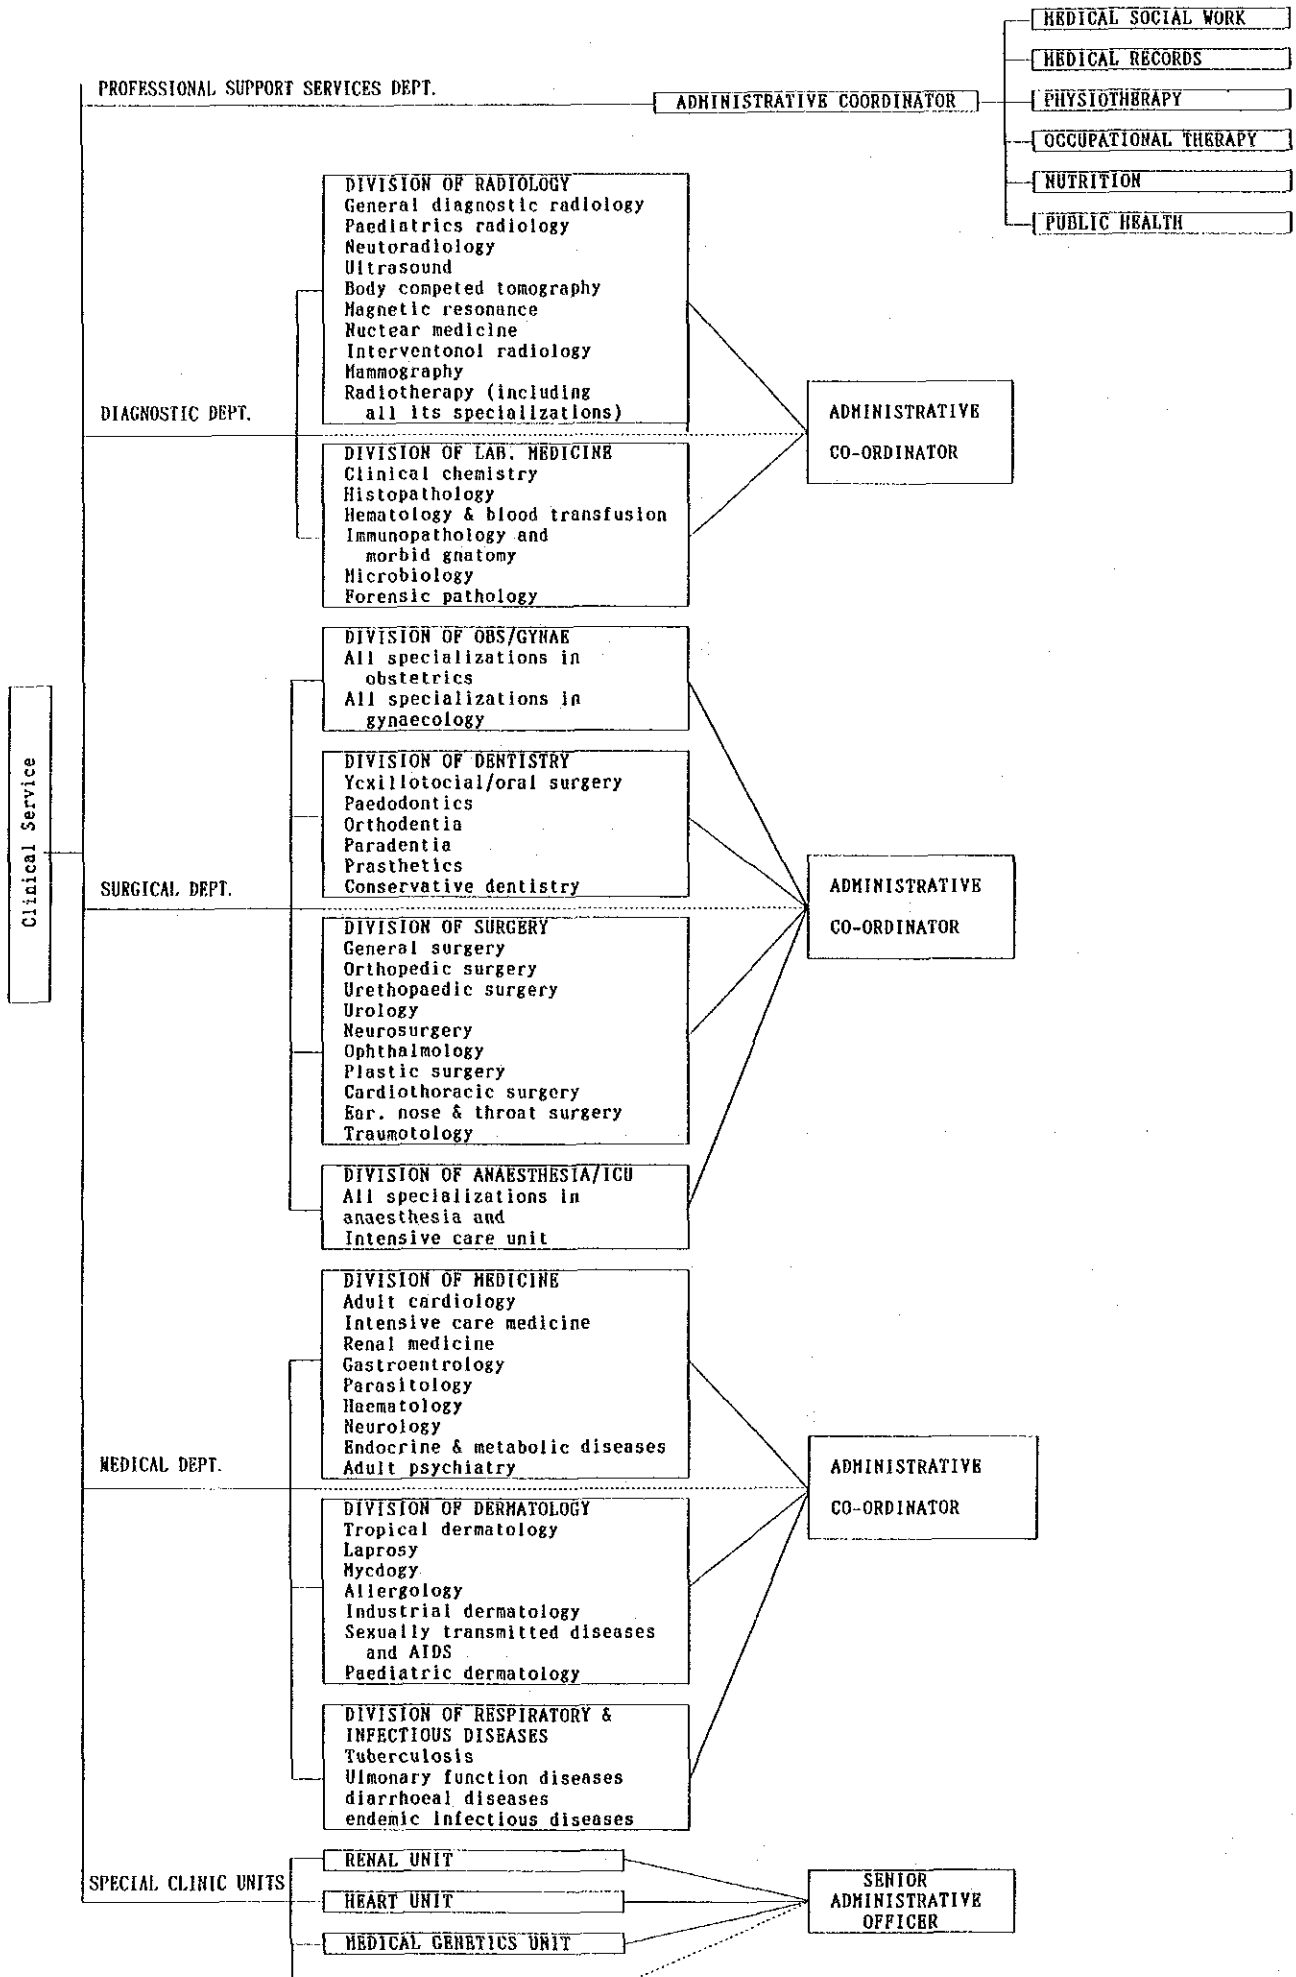 MEDICAL SOCIAL WORK
MEDICAL RECORDS
PROFESSIONAL SUPPORT SERVICES DEPT.
ADMINISTRATIVE COORDINATOR
PHYSIOTHERAPY
OCCUPATIONAL THERAPY
NUTRITION
PUBLIC HEALTH
DIAGNOSTIC DEPT.
DIVISION OF RADIOLOGY
General diagnostic radiology
Paediatrics radiology
Neutoradiology
Ultrasound
Body competed tomography
Magnetic resonance
Nuctear medicine
Interventonol radiology
Mammography
Radiotherapy (including
all its specializations)
DIVISION OF LAB. MEDICINE
Clinical chemistry
Histopathology
Hematology & blood transfusion
Immunopathology and
morbid gnatomy
Microbiology
Forensic pathology
ADMINISTRATIVE
CO-ORDINATOR
Clinical Service
SURGICAL DEPT.
DIVISION OF OBS/GYNAE
All specializations in
obstetrics
All specializations in
gynaecology
DIVISION OF DENTISTRY
Ycxillotocial/oral surgery
Paedodontics
Orthodentia
Paradentia
Prasthetics
Conservative dentistry
DIVISION OF SURGERY
General surgery
Orthopedic surgery
Urethopaedic surgery
Urology
Neurosurgery
Ophthalmology
Plastic surgery
Cardiothoracic surgery
Ear. nose & throat surgery
Traumotology
DIVISION OF ANAESTHESIA/ICU
All specializations in
anaesthesia and
Intensive care unit
ADMINISTRATIVE
CO-ORDINATOR
MEDICAL DEPT.
DIVISION OF MEDICINE
Adult cardiology
Intensive care medicine
Renal medicine
Gastroentrology
Parasitology
Haematology
Neurology
Endocrine & metabolic diseases
Adult psychiatry
DIVISION OF DERMATOLOGY
Tropical dermatology
Laprosy
Mycdogy
Allergology
Industrial dermatology
Sexually transmitted diseases
and AIDS
Paediatric dermatology
DIVISION OF RESPIRATORY &
INFECTIOUS DISEASES
Tuberculosis
Ulmonary function diseases
diarrhoeal diseases
endemic infectious diseases
ADMINISTRATIVE
CO-ORDINATOR
SPECIAL CLINIC UNITS
RENAL UNIT
HEART UNIT
MEDICAL GENETICS UNIT
SENIOR
ADMINISTRATIVE
OFFICER